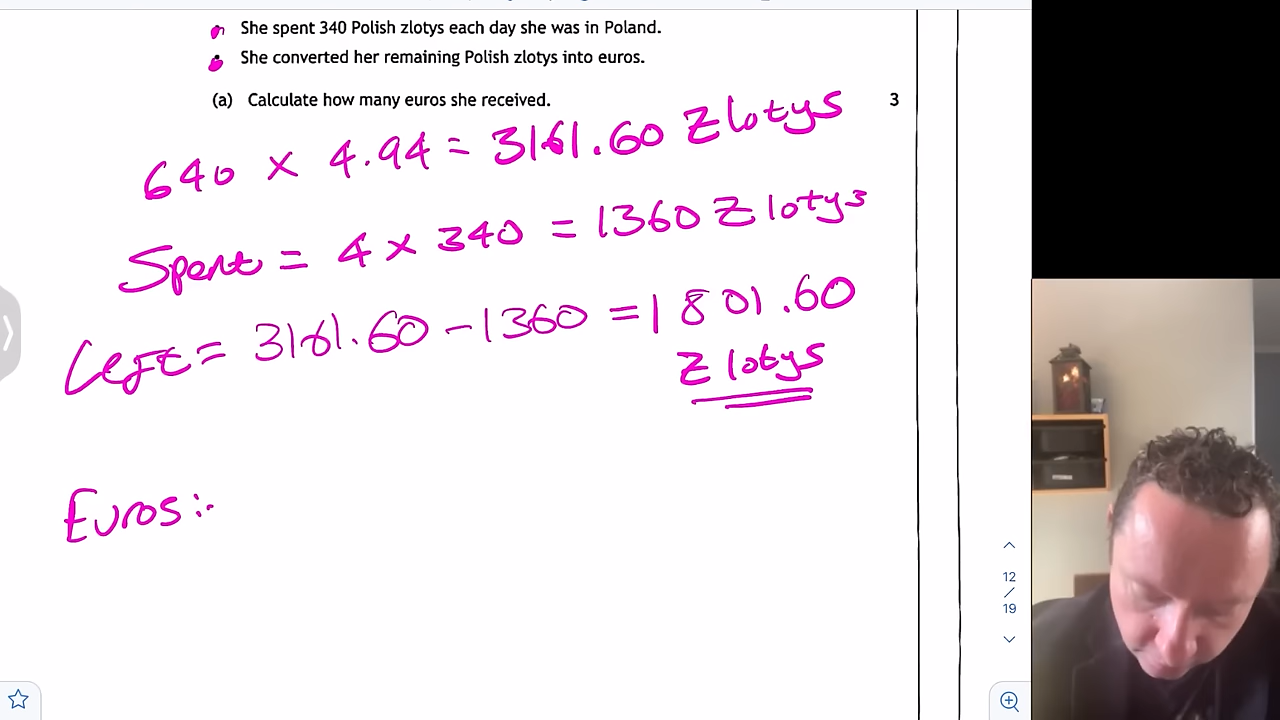 She spent 340 Polish zlotys each day she was in Poland.
She converted her remaining Polish zlotys into euros.
(a) Calculate how many euros she received. 3
640 × 4.94 = 3161.60 Zlotys
Spent = 4 × 340 = 1360 Zlotys
Left = 3161.60 - 1360 = 1801.60
Zlotys
Euros :-
12
/
19